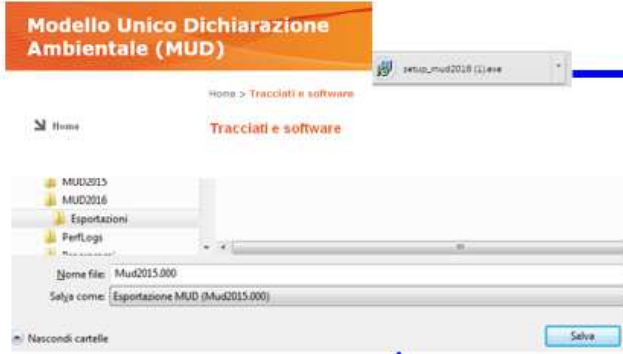 Modello Unico Dichiarazione
Ambientale (MUD)
setup_mud2018 (1).exe
Home > Tracciati e software
Home
Tracciati e software
MUD2015
MUD2016
Esportazioni
PerfLogs
Nome file: Mud2015.000
Salva come: Esportazione MUD (Mud2015.000)
Nascondi cartelle
Salva